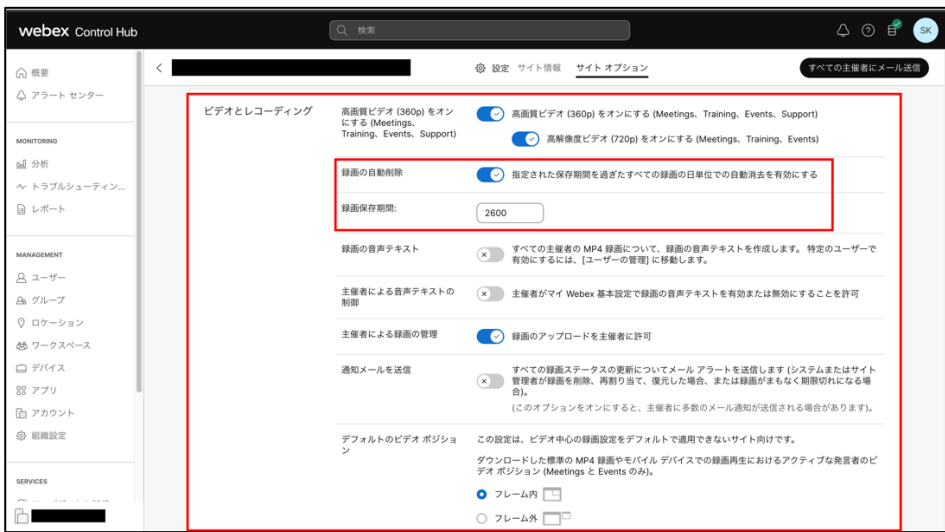 webex Control Hub
検索
SK
概要
アラート センター
MONITORING
分析
トラブルシューティン...
レポート
MANAGEMENT
ユーザー
グループ
ロケーション
ワークスペース
デバイス
アプリ
アカウント
組織設定
SERVICES
設定 サイト情報 サイト オプション
すべての主催者にメール送信
ビデオとレコーディング
高画質ビデオ (360p) をオン
にする (Meetings、
Training、Events、Support)
高画質ビデオ (360p) をオンにする (Meetings、Training、Events、Support)
高解像度ビデオ (720p) をオンにする (Meetings、Training、Events)
録画の自動削除
指定された保存期間を過ぎたすべての録画の日単位での自動消去を有効にする
録画保存期間:
2600
録画の音声テキスト
すべての主催者の MP4 録画について、録画の音声テキストを作成します。 特定のユーザーで
有効にするには、[ユーザーの管理] に移動します。
主催者による音声テキストの
制御
主催者がマイ Webex 基本設定で録画の音声テキストを有効または無効にすることを許可
主催者による録画の管理
録画のアップロードを主催者に許可
通知メールを送信
すべての録画ステータスの更新についてメール アラートを送信します (システムまたはサイト
管理者が録画を削除、再割り当て、復元した場合、または録画がまもなく期限切れになる場
合)。
(このオプションをオンにすると、主催者に多数のメール通知が送信される場合があります)。
デフォルトのビデオ ポジショ
ン
この設定は、ビデオ中心の録画設定をデフォルトで適用できないサイト向けです。
ダウンロードした標準の MP4 録画やモバイル デバイスでの録画再生におけるアクティブな発言者のビ
デオ ポジション (Meetings と Events のみ)。
フレーム内
フレーム外